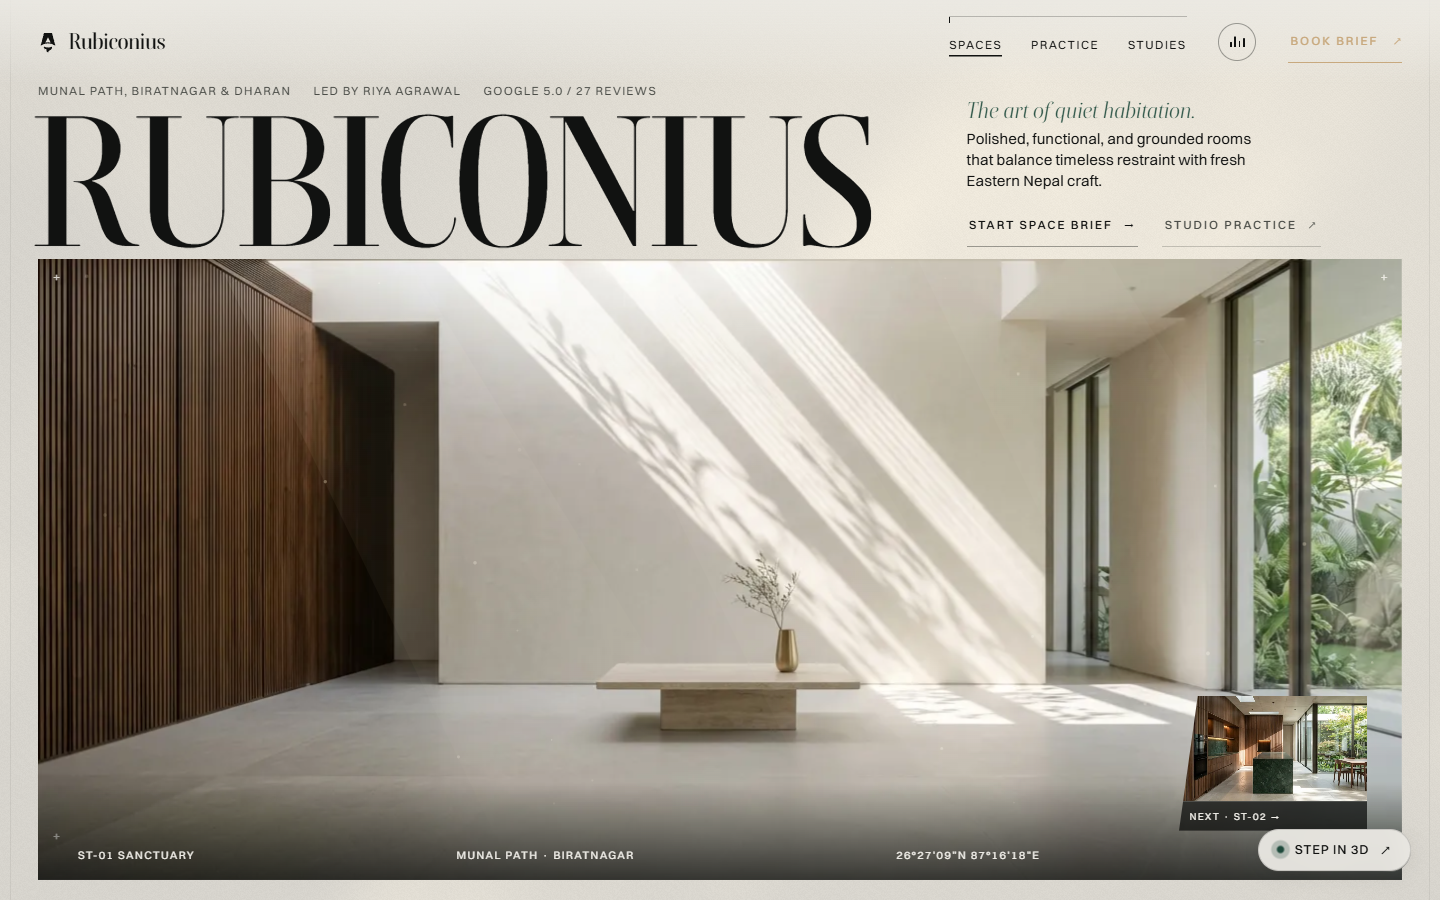 Rubiconius
SPACES
PRACTICE
STUDIES
BOOK BRIEF ↗
MUNAL PATH, BIRATNAGAR & DHARAN
LED BY RIYA AGRAWAL
GOOGLE 5.0 / 27 REVIEWS
RUBICONIUS
The art of quiet habitation.
Polished, functional, and grounded rooms
that balance timeless restraint with fresh
Eastern Nepal craft.
START SPACE BRIEF →
STUDIO PRACTICE ↗
NEXT · ST-02 →
ST-01 SANCTUARY
MUNAL PATH · BIRATNAGAR
26°27'09"N 87°16'18"E
STEP IN 3D ↗